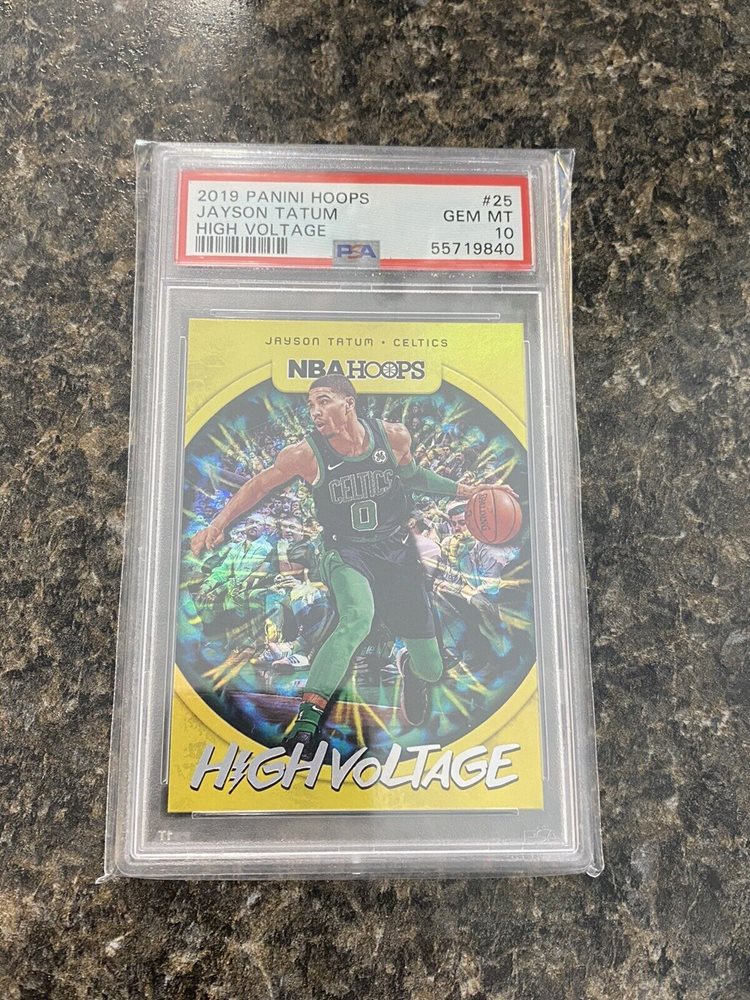 2019 PANINI HOOPS #25
JAYSON TATUM GEM MT
HIGH VOLTAGE 10
PSA 55719840
JAYSON TATUM • CELTICS
NBA HOOPS
CELTICS
0
SPALDING
HIGH VOLTAGE